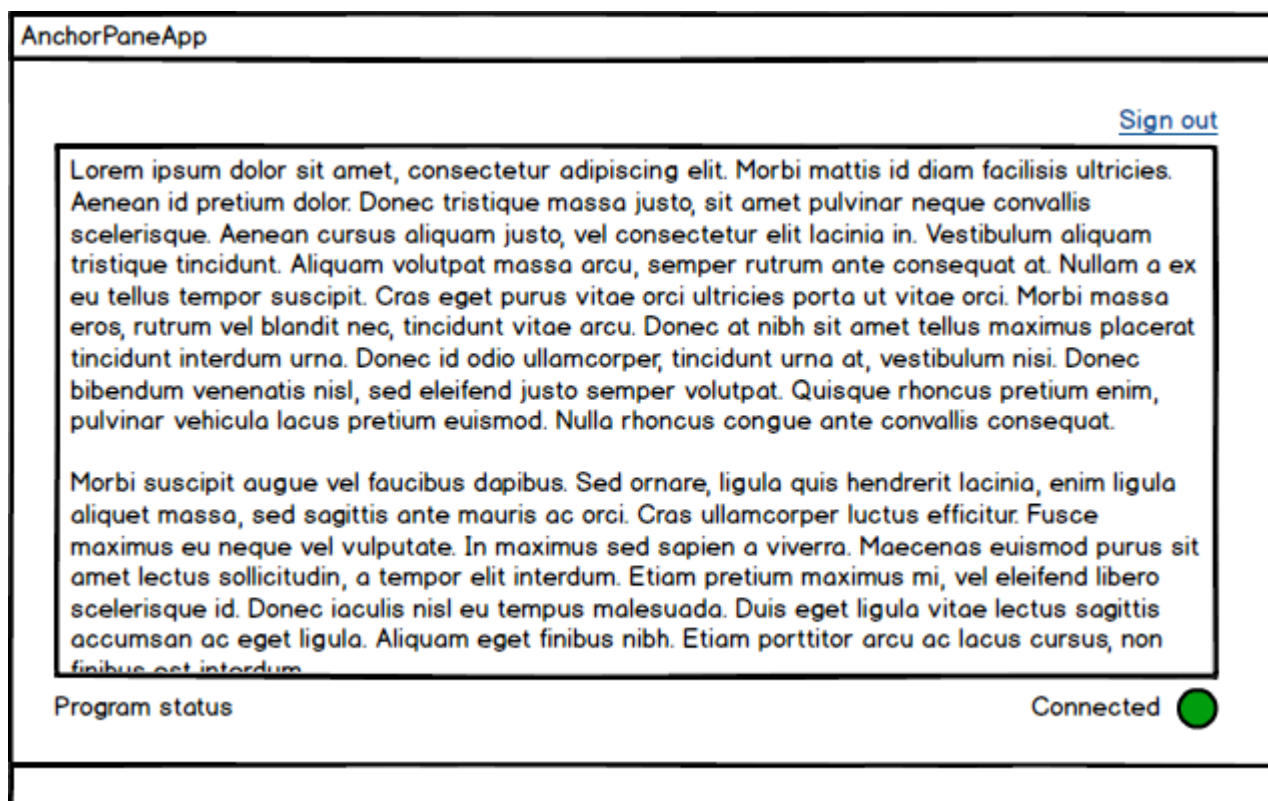 AnchorPaneApp
Sign out
Lorem ipsum dolor sit amet, consectetur adipiscing elit. Morbi mattis id diam facilisis ultricies.
Aenean id pretium dolor. Donec tristique massa justo, sit amet pulvinar neque convallis
scelerisque. Aenean cursus aliquam justo, vel consectetur elit lacinia in. Vestibulum aliquam
tristique tincidunt. Aliquam volutpat massa arcu, semper rutrum ante consequat at. Nullam a ex
eu tellus tempor suscipit. Cras eget purus vitae orci ultricies porta ut vitae orci. Morbi massa
eros, rutrum vel blandit nec, tincidunt vitae arcu. Donec at nibh sit amet tellus maximus placerat
tincidunt interdum urna. Donec id odio ullamcorper, tincidunt urna at, vestibulum nisi. Donec
bibendum venenatis nisl, sed eleifend justo semper volutpat. Quisque rhoncus pretium enim,
pulvinar vehicula lacus pretium euismod. Nulla rhoncus congue ante convallis consequat.
Morbi suscipit augue vel faucibus dapibus. Sed ornare, ligula quis hendrerit lacinia, enim ligula
aliquet massa, sed sagittis ante mauris ac orci. Cras ullamcorper luctus efficitur. Fusce
maximus eu neque vel vulputate. In maximus sed sapien a viverra. Maecenas euismod purus sit
amet lectus sollicitudin, a tempor elit interdum. Etiam pretium maximus mi, vel eleifend libero
scelerisque id. Donec iaculis nisl eu tempus malesuada. Duis eget ligula vitae lectus sagittis
accumsan ac eget ligula. Aliquam eget finibus nibh. Etiam porttitor arcu ac lacus cursus, non
finibus est interdum
Program status
Connected